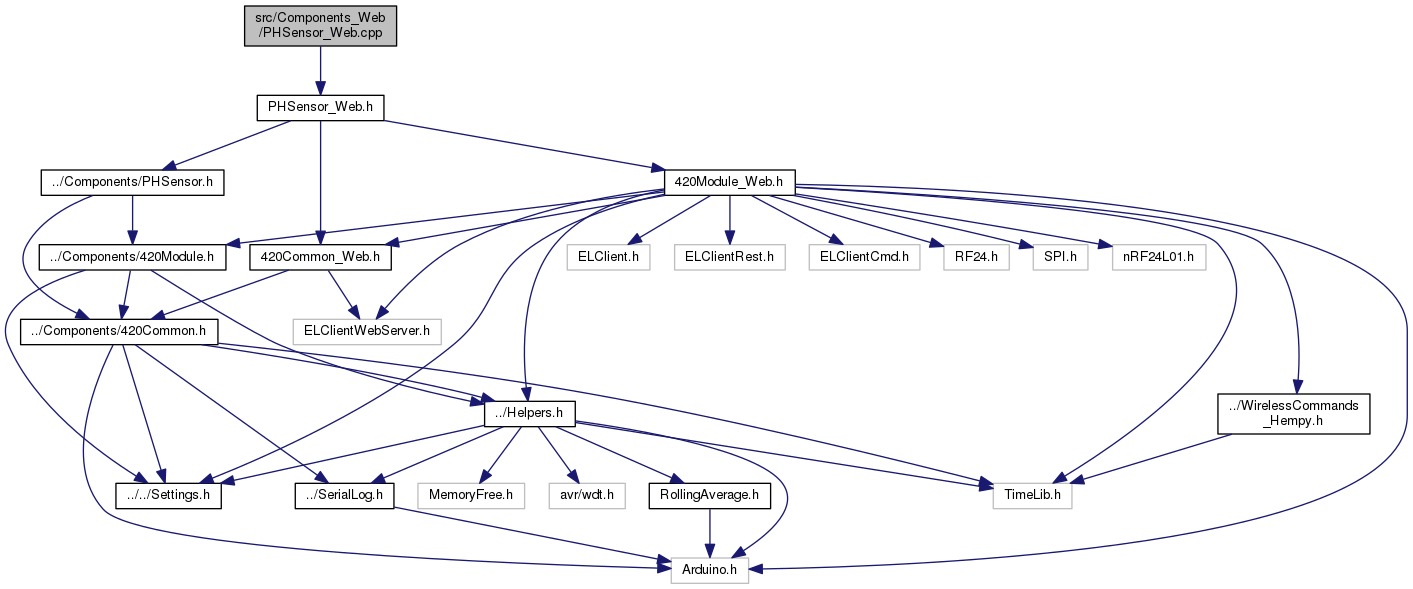 src/Components_Web
/PHSensor_Web.cpp
PHSensor_Web.h
../Components/PHSensor.h
420Module_Web.h
../Components/420Module.h
420Common_Web.h
ELClient.h
ELClientRest.h
ELClientCmd.h
RF24.h
SPI.h
nRF24L01.h
../Components/420Common.h
ELClientWebServer.h
../Helpers.h
../WirelessCommands
_Hempy.h
../../Settings.h
../SerialLog.h
MemoryFree.h
avr/wdt.h
RollingAverage.h
TimeLib.h
Arduino.h